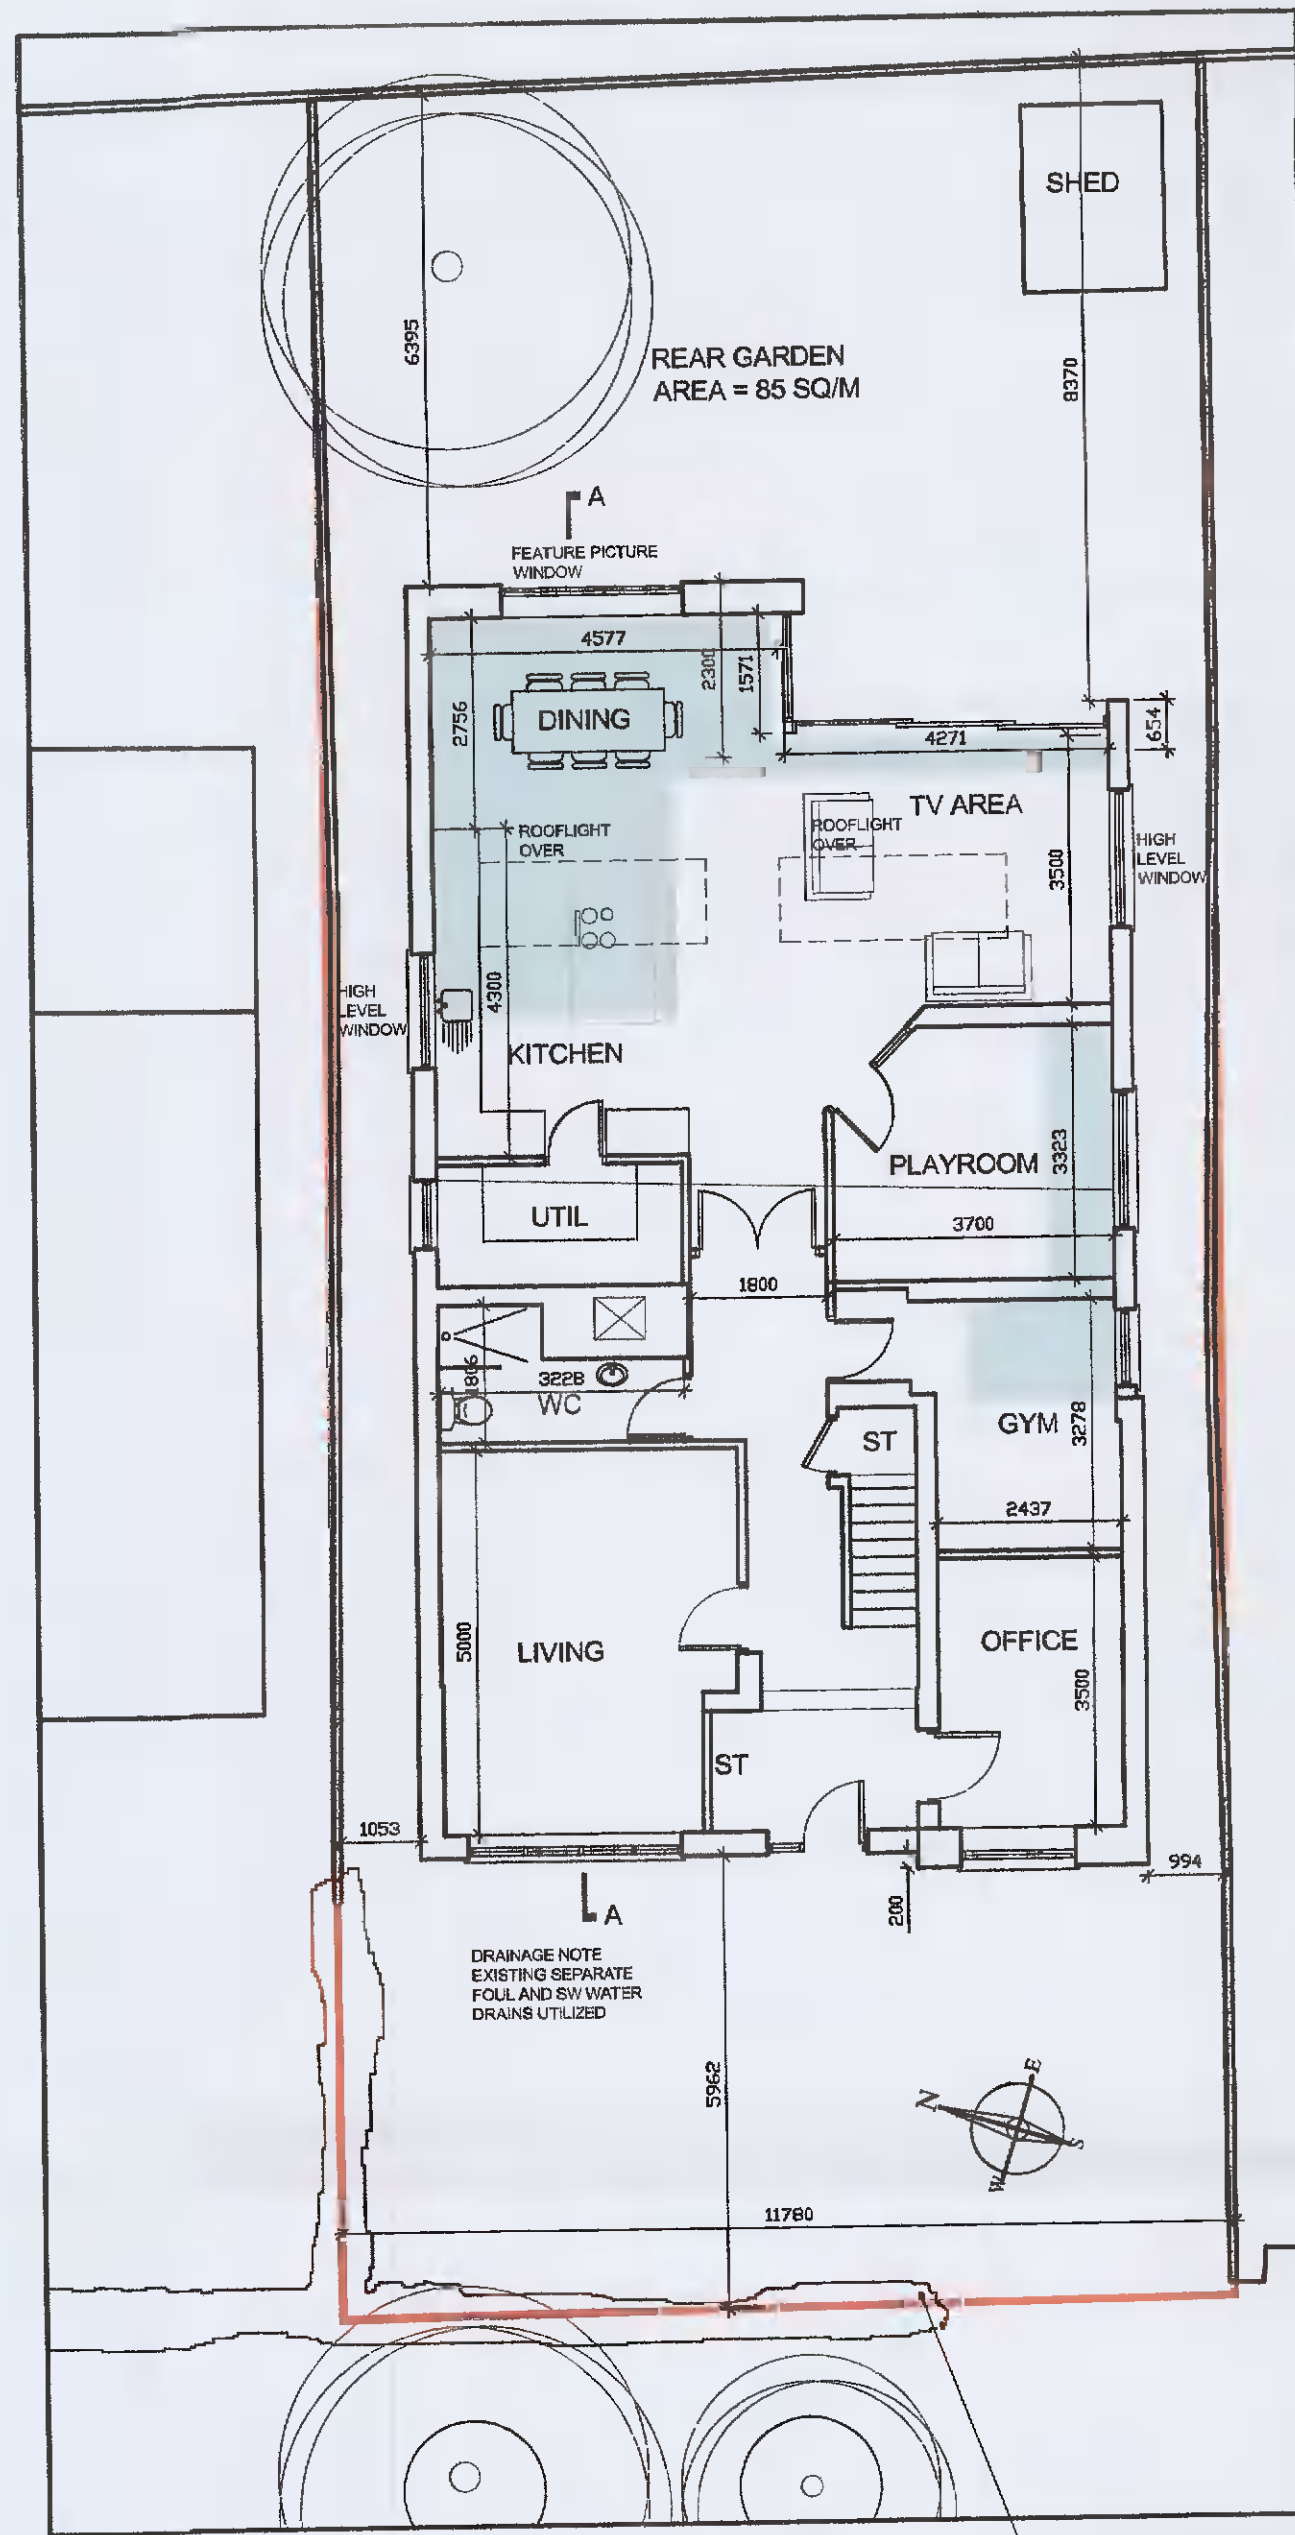 SHED
6395
8370
REAR GARDEN
AREA = 85 SQ/M
A
FEATURE PICTURE
WINDOW
4577
2300
1571
2756
DINING
654
4271
TV AREA
ROOFLIGHT
OVER
ROOFLIGHT
OVER
3500
HIGH
LEVEL
WINDOW
HIGH
LEVEL
WINDOW
4300
KITCHEN
PLAYROOM
3323
UTIL
3700
1800
1806
3228
WC
GYM
3278
ST
2437
LIVING
5000
OFFICE
3500
ST
1053
994
200
A
DRAINAGE NOTE
EXISTING SEPARATE
FOUL AND SW WATER
DRAINS UTILIZED
5962
N
E
S
W
11780